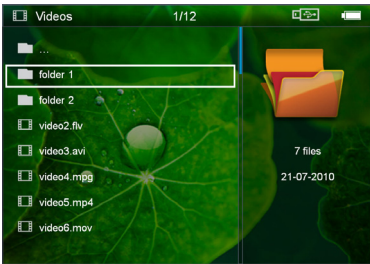 Videos 1/12
...
folder 1
folder 2
video2.flv
video3.avi
video4.mpg
video5.mp4
video6.mov
7 files
21-07-2010